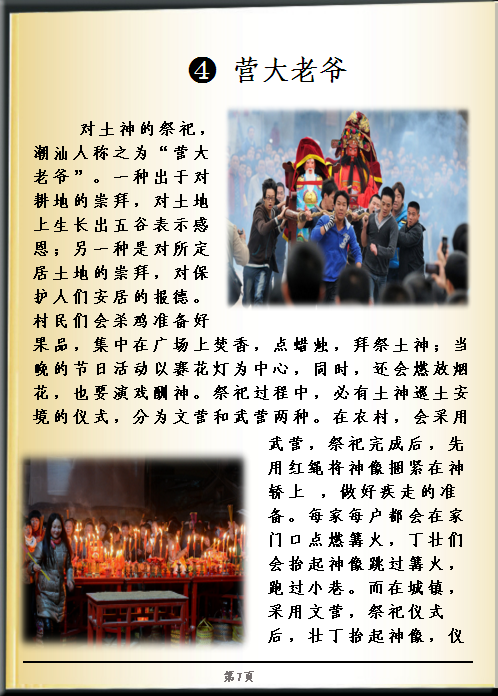 ④ 营大老爷
对土神的祭祀，
潮汕人称之为“营大
老爷”。一种出于对
耕地的崇拜，对土地
上生长出五谷表示感
恩；另一种是对所定
居土地的崇拜，对保
护人们安居的报德。
村民们会杀鸡准备好
果品，集中在广场上焚香，点蜡烛，拜祭土神；当
晚的节日活动以赛花灯为中心，同时，还会燃放烟
花，也要演戏酬神。祭祀过程中，必有土神巡土安
境的仪式，分为文营和武营两种。在农村，会采用
武营，祭祀完成后，先
用红绳将神像捆紧在神
轿上 ，做好疾走的准
备。每家每户都会在家
门口点燃篝火，丁壮们
会抬起神像跳过篝火，
跑过小巷。而在城镇，
采用文营，祭祀仪式
后，壮丁抬起神像，仪
第7页